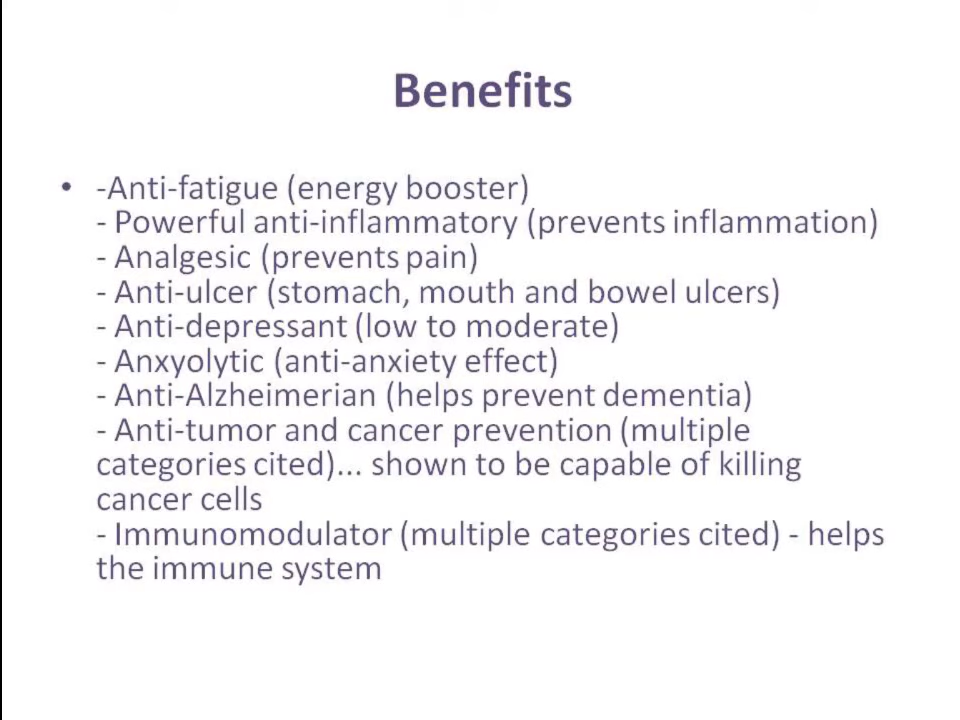 Benefits
• -Anti-fatigue (energy booster)
- Powerful anti-inflammatory (prevents inflammation)
- Analgesic (prevents pain)
- Anti-ulcer (stomach, mouth and bowel ulcers)
- Anti-depressant (low to moderate)
- Anxyolytic (anti-anxiety effect)
- Anti-Alzheimerian (helps prevent dementia)
- Anti-tumor and cancer prevention (multiple
categories cited)... shown to be capable of killing
cancer cells
- Immunomodulator (multiple categories cited) - helps
the immune system